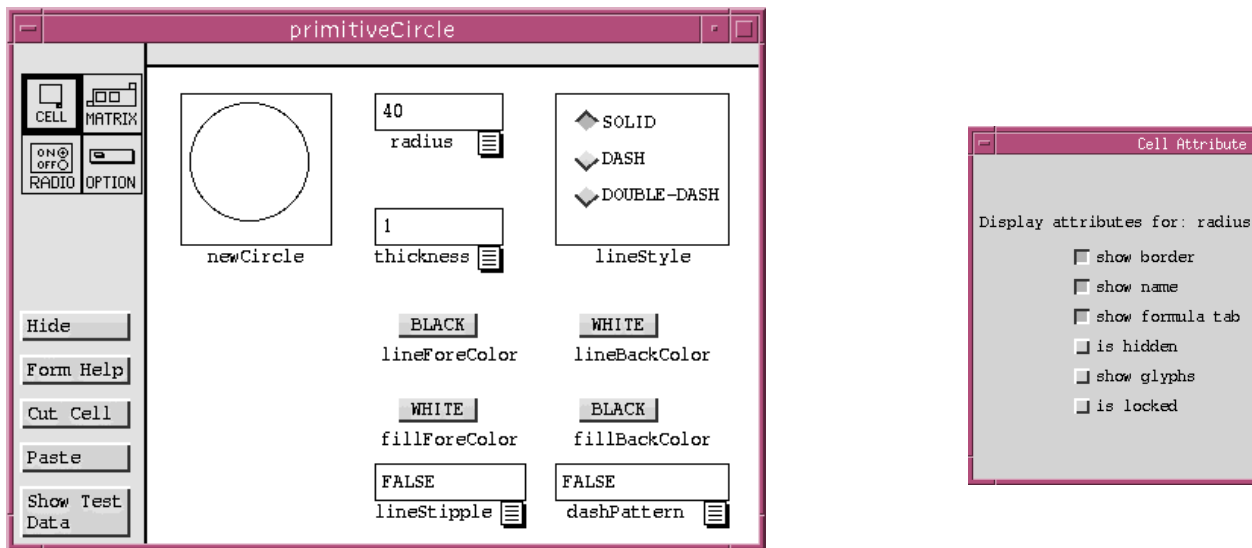 primitiveCircle
CELL MATRIX
ON
OFF
RADIO OPTION
Hide
Form Help
Cut Cell
Paste
Show Test
Data
newCircle
40
radius
1
thickness
SOLID
DASH
DOUBLE-DASH
lineStyle
BLACK
lineForeColor
WHITE
lineBackColor
WHITE
fillForeColor
BLACK
fillBackColor
FALSE
lineStipple
FALSE
dashPattern
Cell Attribute
Display attributes for: radius
show border
show name
show formula tab
is hidden
show glyphs
is locked